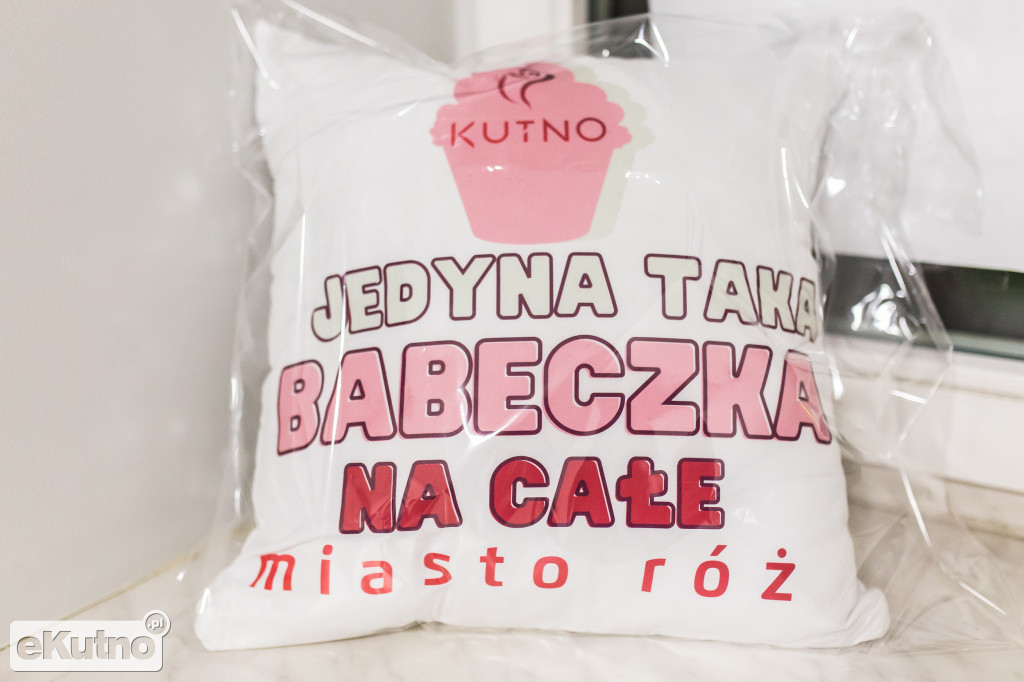 KUTNO
JEDYNA TAKA
BABECZKA
NA CAŁE
miasto róż
eKutno.pl